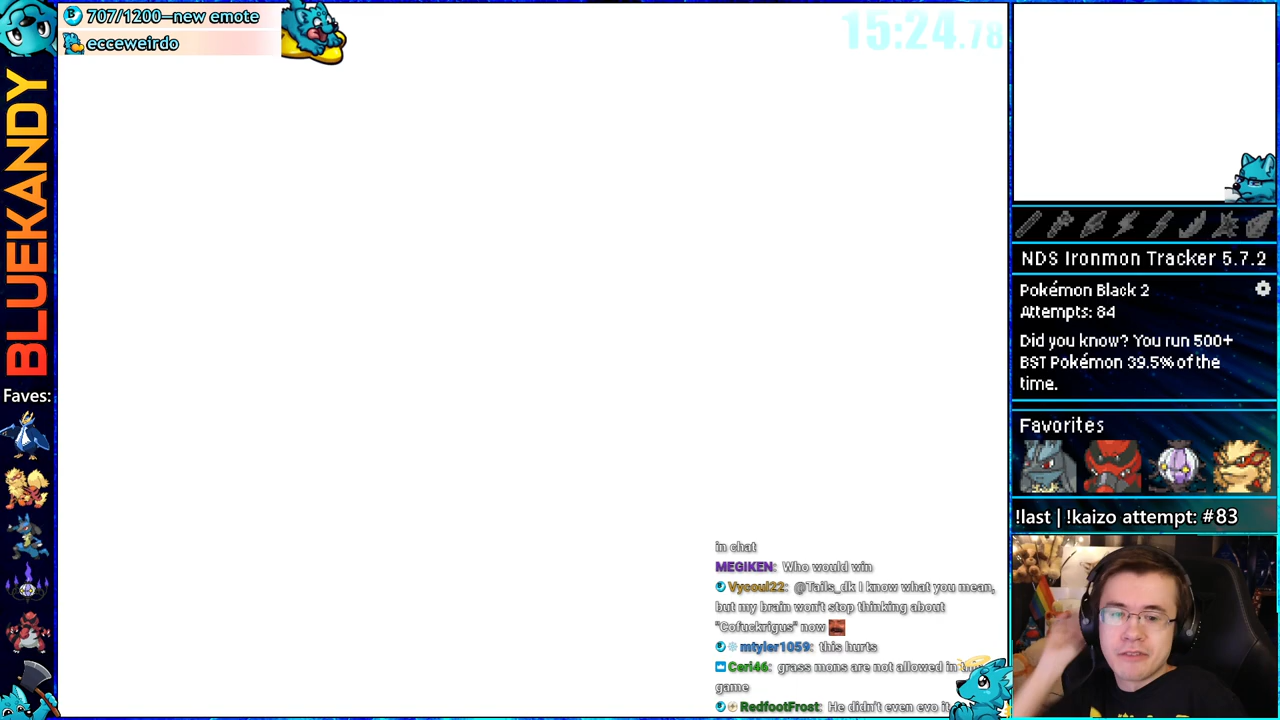 707/1200—new emote
ecceweirdo
15:24.78
BLUEKANDY
Faves:
NDS Ironmon Tracker 5.7.2
Pokémon Black 2
Attempts: 84
Did you know? You run 500+
BST Pokémon 39.5% of the
time.
Favorites
!last | !kaizo attempt: #83
in chat
MEGIKEN: Who would win
Vycoul22: @Tails_dk I know what you mean,
but my brain won't stop thinking about
"Cofuckrigus" now
mtyler1059: this hurts
Ceri46: grass mons are not allowed in
game
RedfootFrost: He didn't even evo it